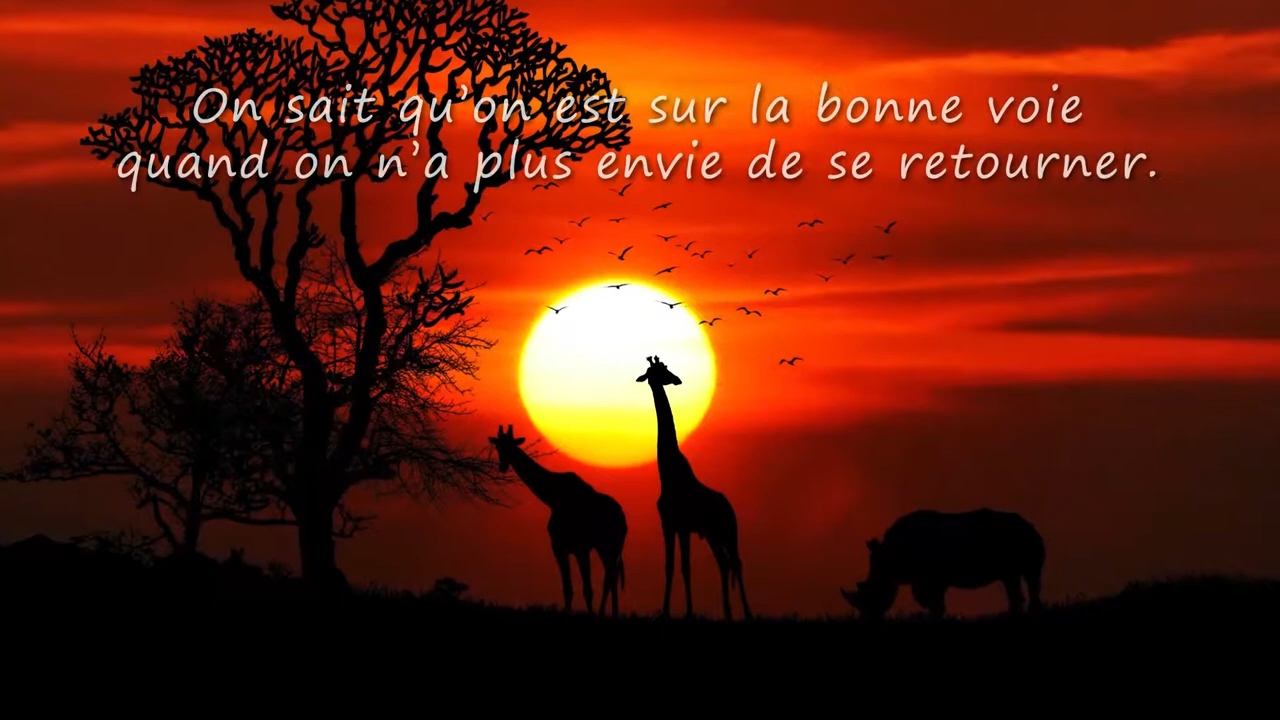 On sait qu’on est sur la bonne voie
quand on n’a plus envie de se retourner.